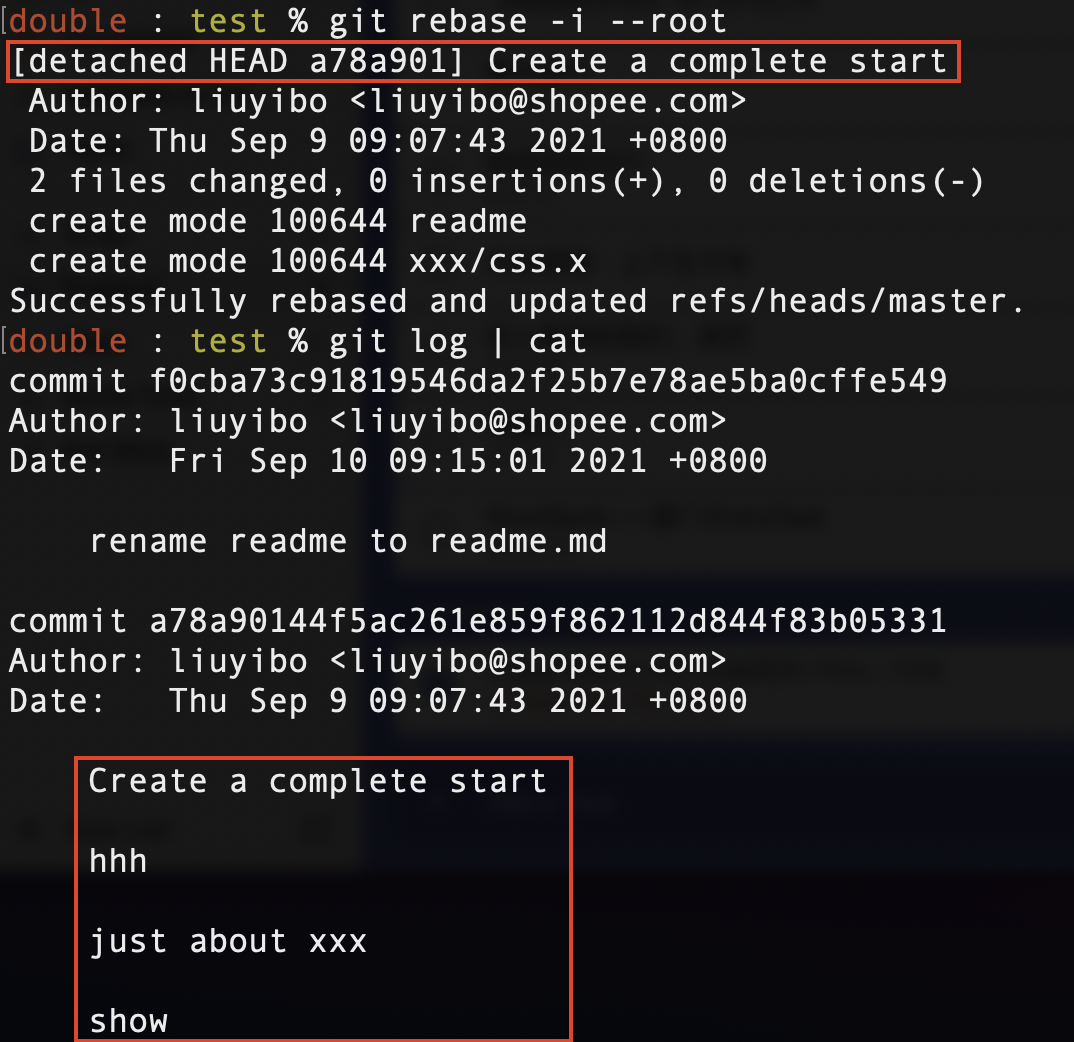 double : test % git rebase -i --root
[detached HEAD a78a901] Create a complete start
Author: liuyibo <liuyibo@shopee.com>
Date: Thu Sep 9 09:07:43 2021 +0800
2 files changed, 0 insertions(+), 0 deletions(-)
create mode 100644 readme
create mode 100644 xxx/css.x
Successfully rebased and updated refs/heads/master.
double : test % git log | cat
commit f0cba73c91819546da2f25b7e78ae5ba0cffe549
Author: liuyibo <liuyibo@shopee.com>
Date:   Fri Sep 10 09:15:01 2021 +0800
rename readme to readme.md
commit a78a90144f5ac261e859f862112d844f83b05331
Author: liuyibo <liuyibo@shopee.com>
Date:   Thu Sep 9 09:07:43 2021 +0800
Create a complete start
hhh
just about xxx
show